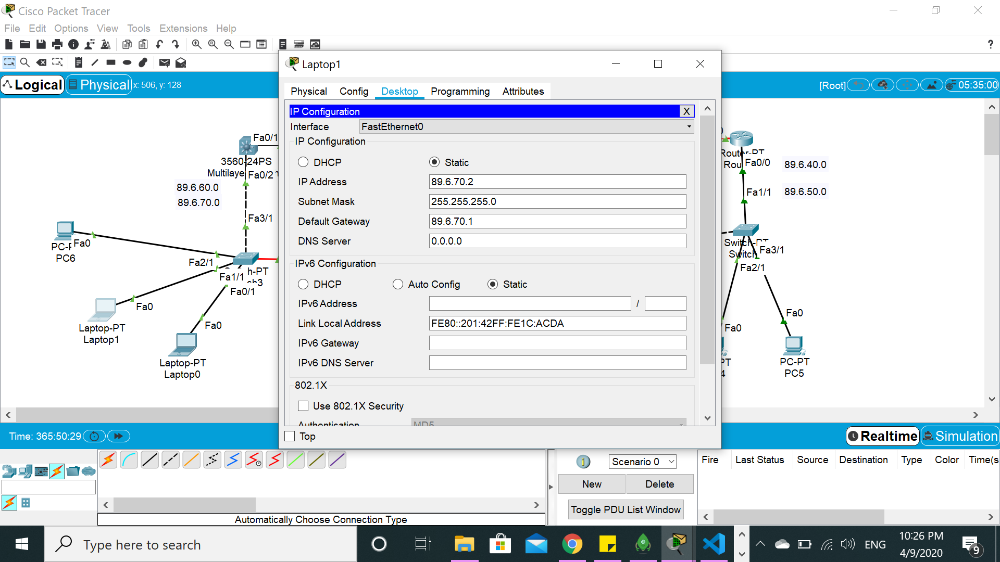 Cisco Packet Tracer
File Edit Options View Tools Extensions Help
?
Logical Physical x: 506, y: 128
[Root] 05:35:00
Fa0/1
3560-24PS
Fa0/2
89.6.60.0
89.6.70.0
Fa3/1
Fa0
PC6
Fa2/1
h-PT
Fa1/1
Fa0/1
Fa0
Laptop-PT
Laptop1
Fa0
Laptop-PT
Laptop0
Laptop1
Physical Config Desktop Programming Attributes
IP Configuration X
Interface FastEthernet0
IP Configuration
DHCP Static
IP Address 89.6.70.2
Subnet Mask 255.255.255.0
Default Gateway 89.6.70.1
DNS Server 0.0.0.0
IPv6 Configuration
DHCP Auto Config Static
IPv6 Address /
Link Local Address FE80::201:42FF:FE1C:ACDA
IPv6 Gateway
IPv6 DNS Server
802.1X
Use 802.1X Security
Authentication MD5
Top
Router-PT
Fa0/0 89.6.40.0
Fa1/1 89.6.50.0
Switch-PT
Switch
Fa3/1
Fa2/1
Fa0
Fa0
PC-PT
PC5
Time: 365:50:29
Realtime Simulation
Scenario 0
New Delete
Toggle PDU List Window
Fire Last Status Source Destination Type Color Time(s
Automatically Choose Connection Type
Type here to search
ENG
10:26 PM
4/9/2020
9